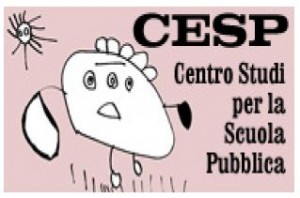 CESP
Centro Studi
per la
Scuola
Pubblica